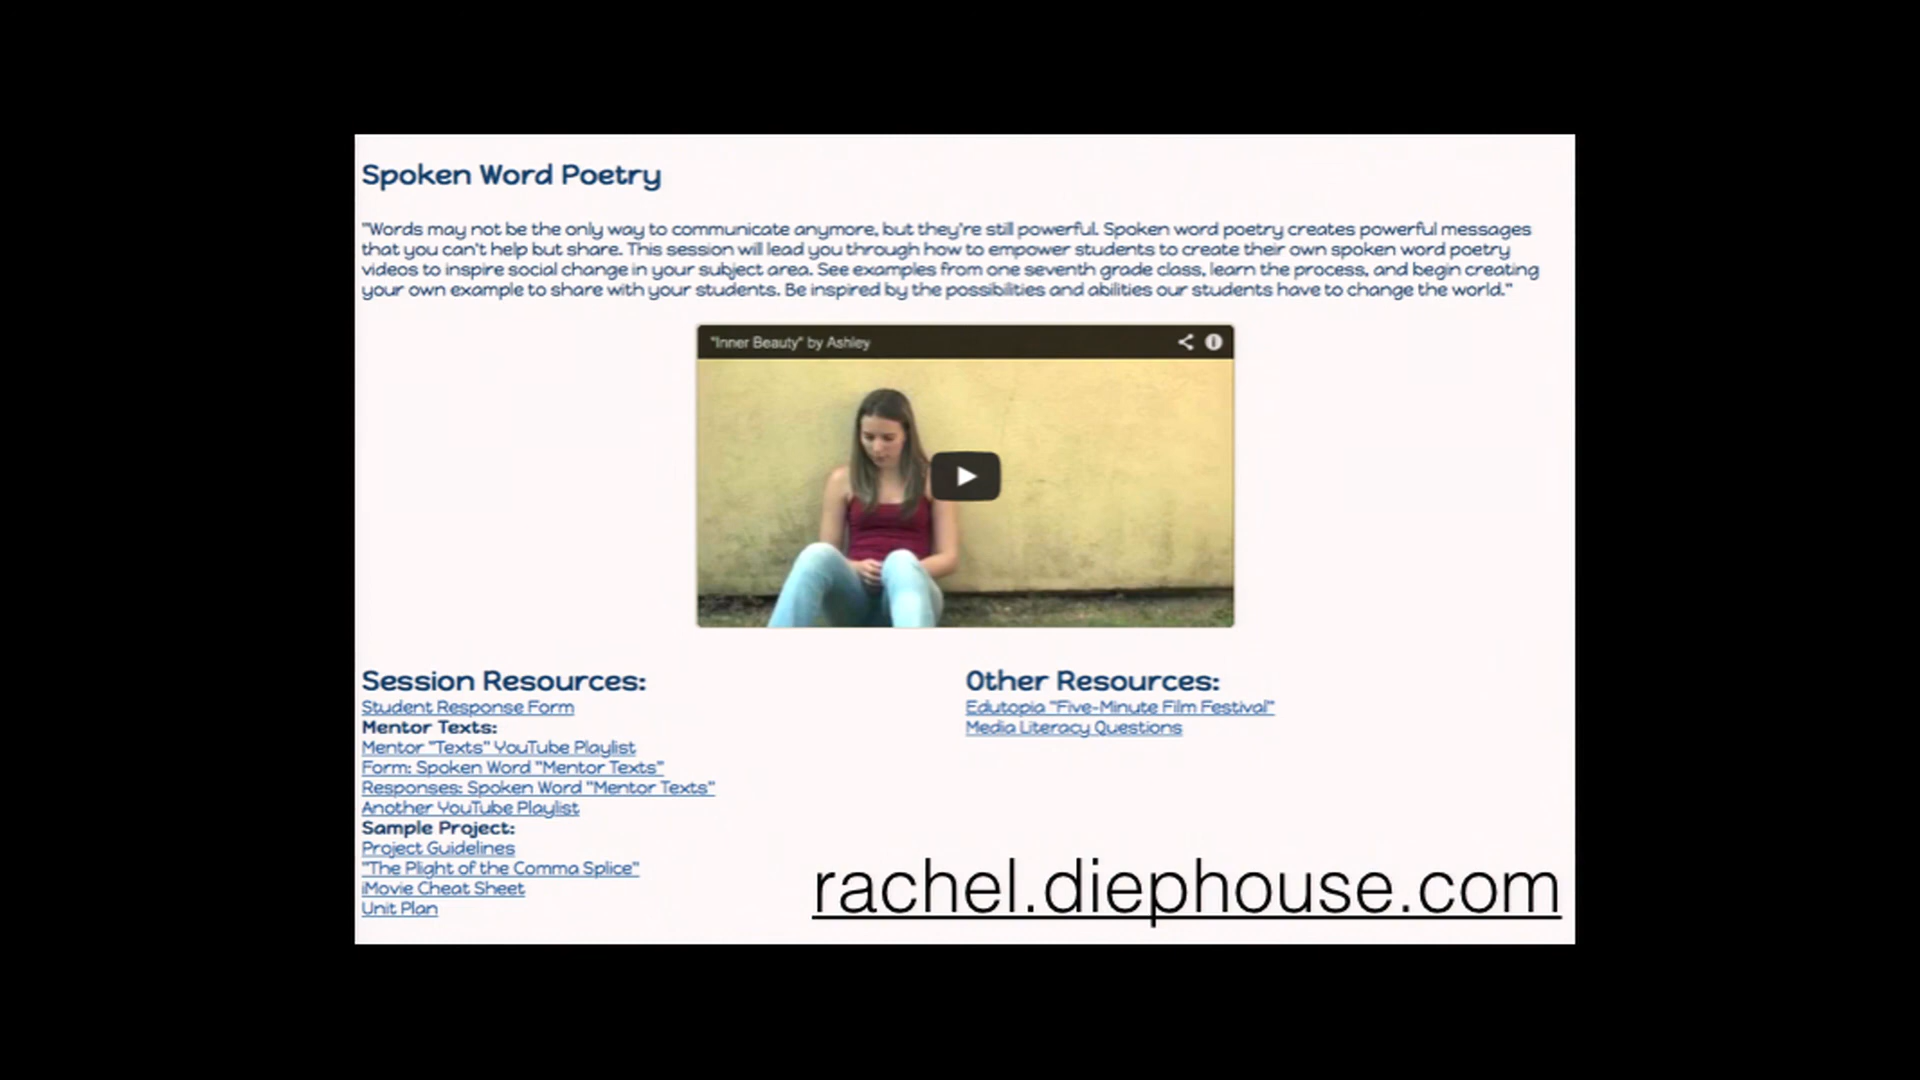 Spoken Word Poetry
"Words may not be the only way to communicate anymore, but they're still powerful. Spoken word poetry creates powerful messages
that you can't help but share. This session will lead you through how to empower students to create their own spoken word poetry
videos to inspire social change in your subject area. See examples from one seventh grade class, learn the process, and begin creating
your own example to share with your students. Be inspired by the possibilities and abilities our students have to change the world."
"Inner Beauty" by Ashley
Session Resources:
Student Response Form
Mentor Texts:
Mentor "Texts" YouTube Playlist
Form: Spoken Word "Mentor Texts"
Responses: Spoken Word "Mentor Texts"
Another YouTube Playlist
Sample Project:
Project Guidelines
"The Plight of the Comma Splice"
iMovie Cheat Sheet
Unit Plan
Other Resources:
Edutopia "Five-Minute Film Festival"
Media Literacy Questions
rachel.diephouse.com